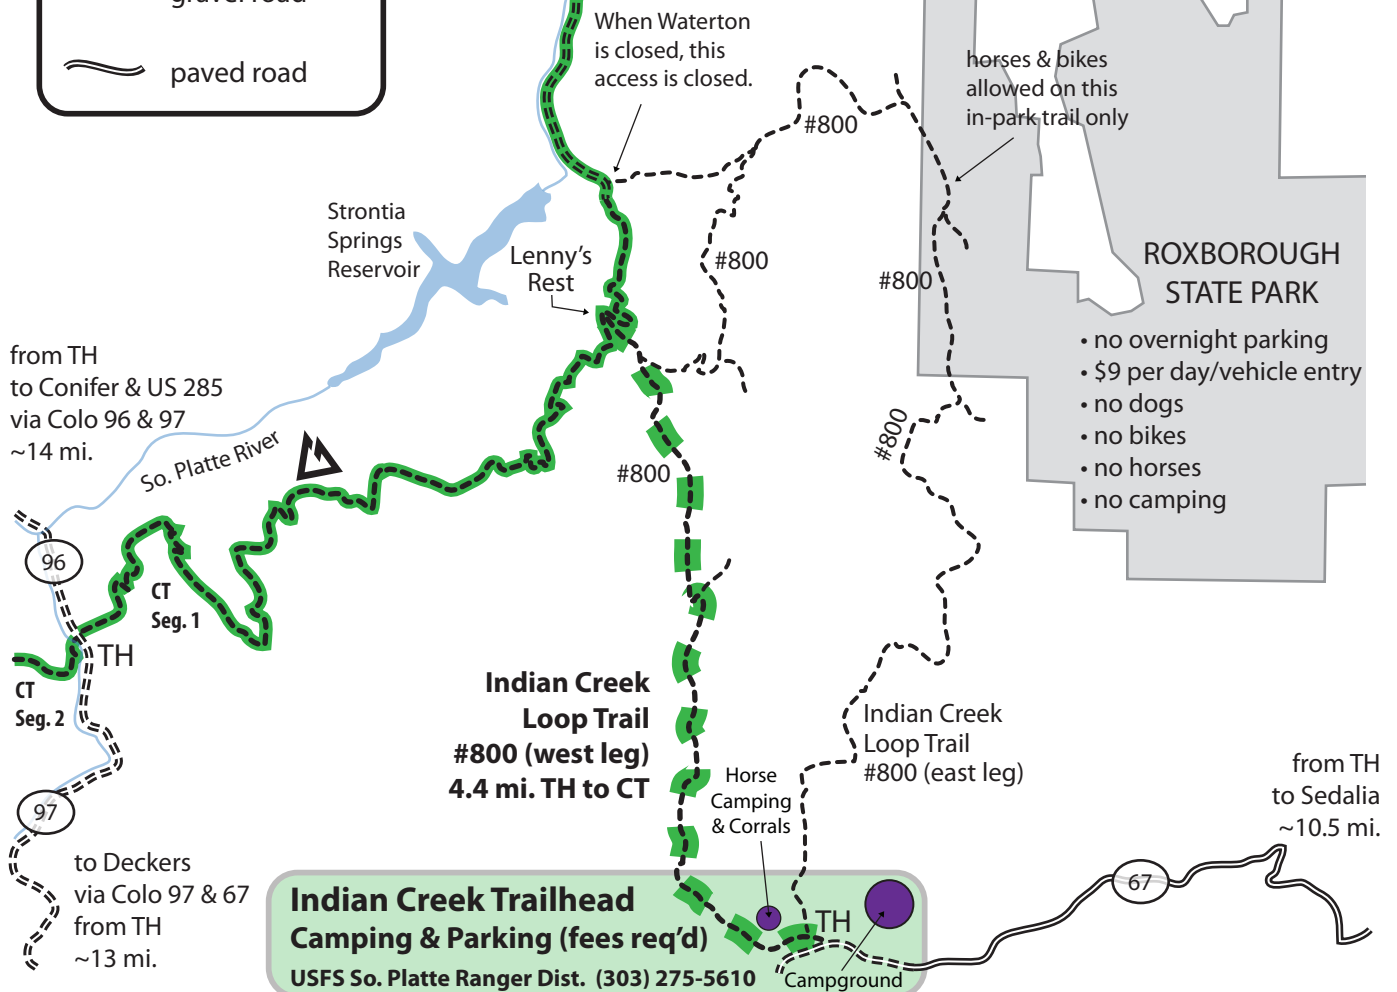 gravel road
paved road
When Waterton
is closed, this
access is closed.
horses & bikes
allowed on this
in-park trail only
#800
#800
#800
#800
#800
Strontia
Springs
Reservoir
Lenny's
Rest
ROXBOROUGH
STATE PARK
• no overnight parking
• $9 per day/vehicle entry
• no dogs
• no bikes
• no horses
• no camping
from TH
to Conifer & US 285
via Colo 96 & 97
~14 mi.
So. Platte River
96
CT
Seg. 1
TH
CT
Seg. 2
97
to Deckers
via Colo 97 & 67
from TH
~13 mi.
Indian Creek
Loop Trail
#800 (west leg)
4.4 mi. TH to CT
Indian Creek
Loop Trail
#800 (east leg)
Horse
Camping
& Corrals
from TH
to Sedalia
~10.5 mi.
67
Indian Creek Trailhead
Camping & Parking (fees req'd)
USFS So. Platte Ranger Dist. (303) 275-5610
TH
Campground